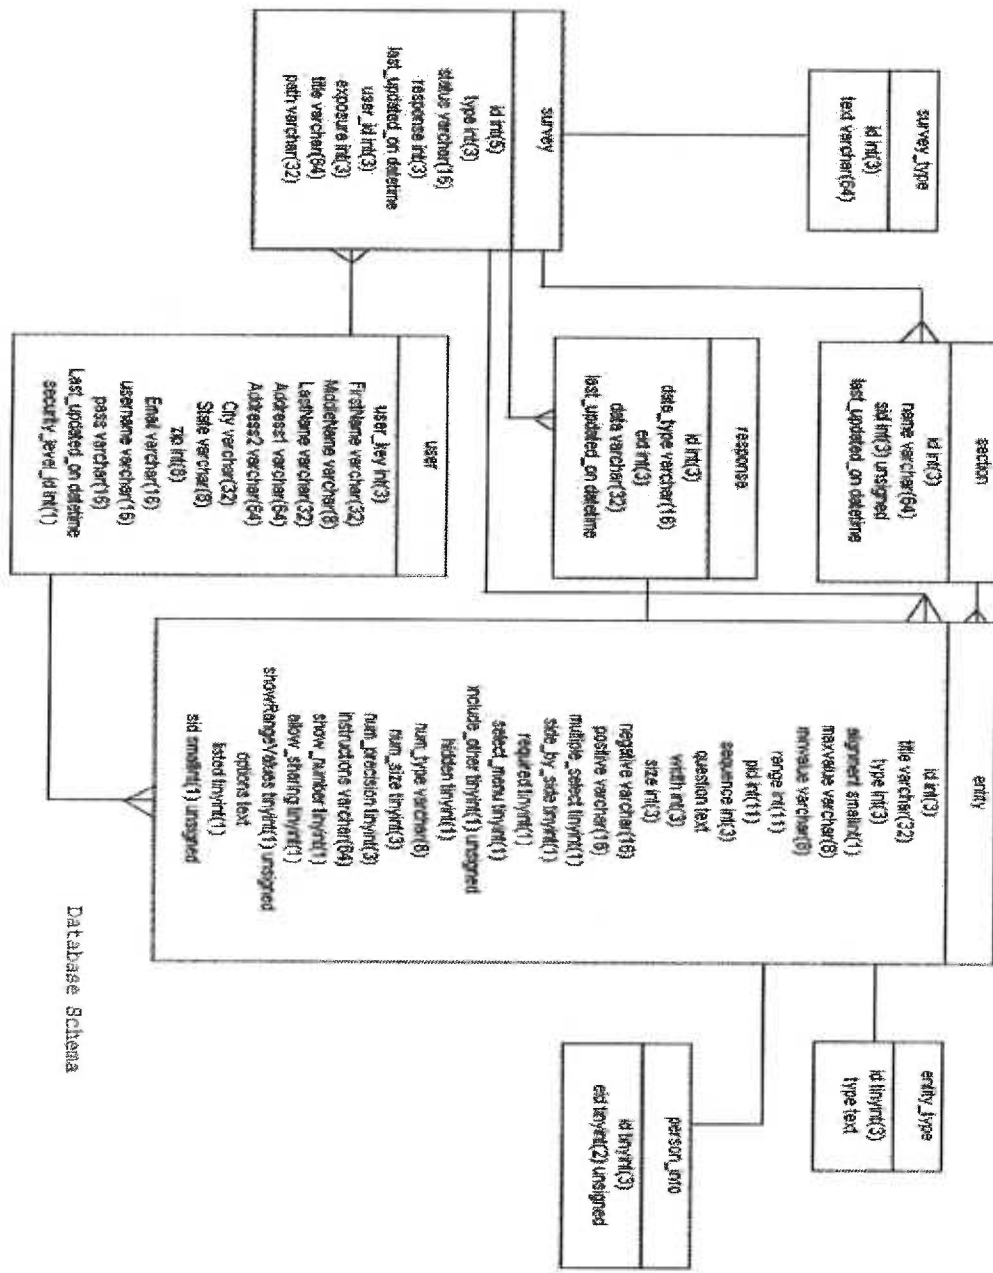 survey_type
id int(3)
text varchar(64)
survey
id int(5)
type int(3)
status varchar(16)
response int(3)
last_updated_on datetime
user_id int(3)
exposure int(3)
title varchar(64)
path varchar(32)
section
id int(3)
name varchar(64)
sid int(3) unsigned
last_updated_on datetime
response
id int(3)
date_type varchar(16)
eid int(3)
data varchar(32)
last_updated_on datetime
user
user_key int(3)
FirstName varchar(32)
MiddleName varchar(8)
LastName varchar(32)
Address1 varchar(64)
Address2 varchar(64)
City varchar(32)
State varchar(8)
zip int(8)
Email varchar(16)
username varchar(16)
pass varchar(16)
Last_updated_on datetime
security_level_id int(1)
entity
id int(3)
title varchar(32)
type int(3)
alignment smallint(1)
maxvalue varchar(8)
minvalue varchar(8)
range int(11)
pid int(11)
sequence int(3)
question text
width int(3)
size int(3)
negative varchar(16)
positive varchar(16)
multiple_select tinyint(1)
side_by_side tinyint(1)
required tinyint(1)
select_menu tinyint(1)
include_other tinyint(1) unsigned
hidden tinyint(1)
num_type varchar(8)
num_size tinyint(3)
num_precision tinyint(3)
instructions varchar(64)
show_number tinyint(1)
allow_sharing tinyint(1)
showRangeValues tinyint(1) unsigned
options text
listed tinyint(1)
sid smallint(1) unsigned
entity_type
id tinyint(3)
type text
person_info
id tinyint(3)
eid tinyint(2) unsigned
Database Schema